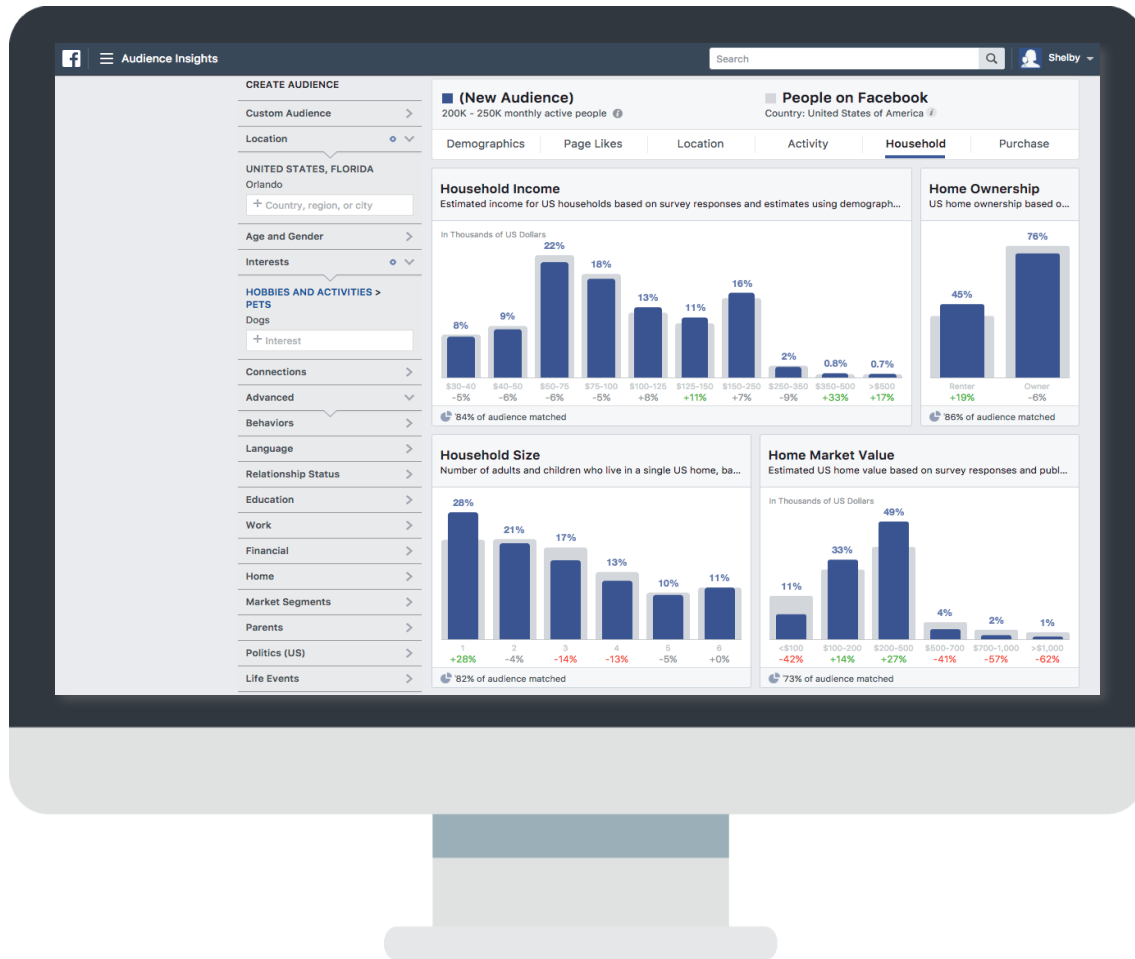 f
Audience Insights
Search
Shelby
CREATE AUDIENCE
Custom Audience
Location
UNITED STATES, FLORIDA
Orlando
+ Country, region, or city
Age and Gender
Interests
HOBBIES AND ACTIVITIES >
PETS
Dogs
+ Interest
Connections
Advanced
Behaviors
Language
Relationship Status
Education
Work
Financial
Home
Market Segments
Parents
Politics (US)
Life Events
(New Audience)
200K - 250K monthly active people
People on Facebook
Country: United States of America
Demographics Page Likes Location Activity Household Purchase
Household Income
Estimated income for US households based on survey responses and estimates using demograph...
In Thousands of US Dollars
8% 9% 22% 18% 13% 11% 16% 2% 0.8% 0.7%
$30-40 $40-50 $50-75 $75-100 $100-125 $125-150 $150-250 $250-350 $350-500 >$500
-5% -6% -6% -5% +8% +11% +7% -9% +33% +17%
84% of audience matched
Home Ownership
US home ownership based o...
45% 76%
Renter Owner
+19% -6%
86% of audience matched
Household Size
Number of adults and children who live in a single US home, ba...
28% 21% 17% 13% 10% 11%
1 2 3 4 5 6
+28% -4% -14% -13% -5% +0%
82% of audience matched
Home Market Value
Estimated US home value based on survey responses and publ...
In Thousands of US Dollars
11% 33% 49% 4% 2% 1%
<$100 $100-200 $200-500 $500-700 $700-1,000 >$1,000
-42% +14% +27% -41% -57% -62%
73% of audience matched